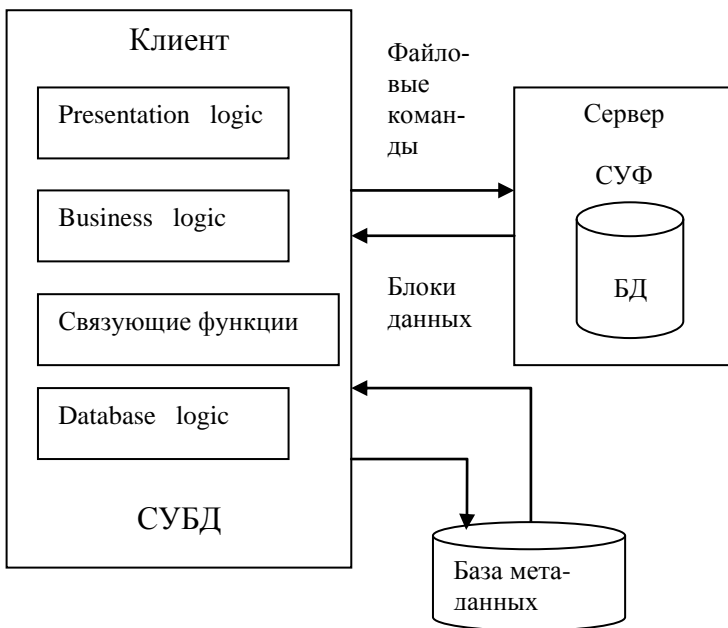 Клиент
Presentation logic
Business logic
Связующие функции
Database logic
СУБД
Файло-
вые
коман-
ды
Блоки
данных
Сервер
СУФ
БД
База мета-
данных